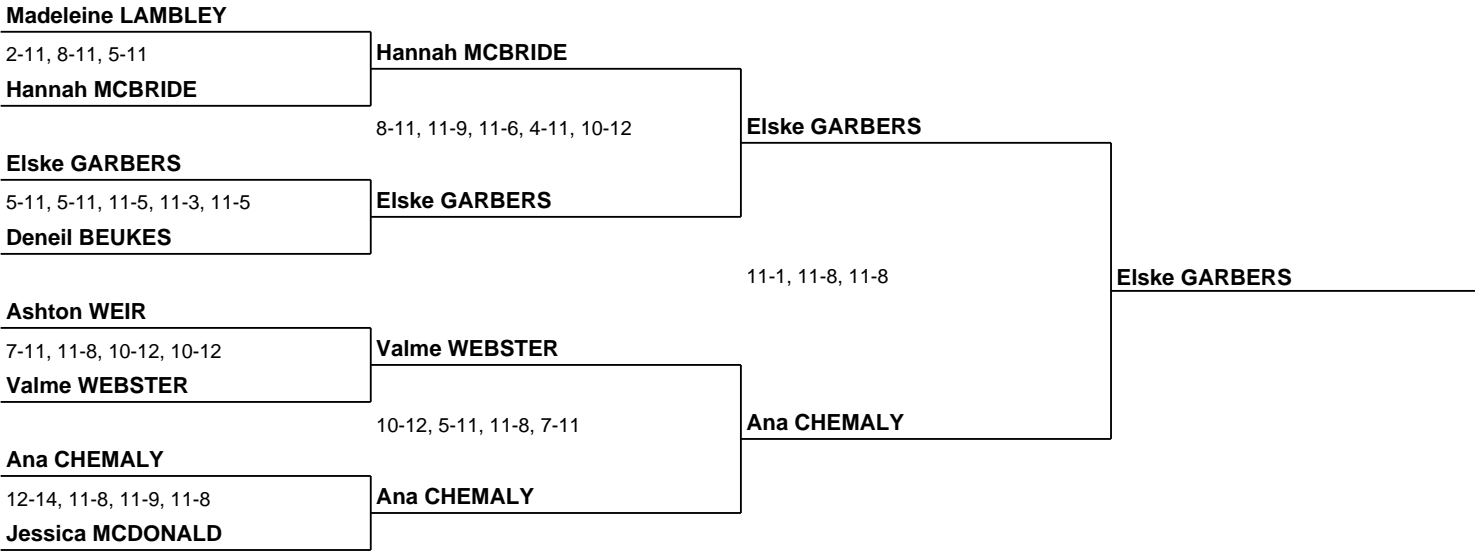 Madeleine LAMBLEY
2-11, 8-11, 5-11
Hannah MCBRIDE
Hannah MCBRIDE
8-11, 11-9, 11-6, 4-11, 10-12
Elske GARBERS
Elske GARBERS
5-11, 5-11, 11-5, 11-3, 11-5
Elske GARBERS
Deneil BEUKES
11-1, 11-8, 11-8
Elske GARBERS
Ashton WEIR
7-11, 11-8, 10-12, 10-12
Valme WEBSTER
Valme WEBSTER
10-12, 5-11, 11-8, 7-11
Ana CHEMALY
Ana CHEMALY
12-14, 11-8, 11-9, 11-8
Ana CHEMALY
Jessica MCDONALD